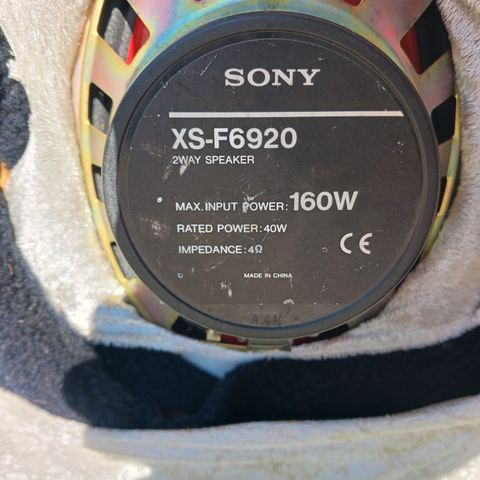 SONY
XS-F6920
2WAY SPEAKER
MAX.INPUT POWER: 160W
RATED POWER: 40W
IMPEDANCE: 4Ω
CE
MADE IN CHINA